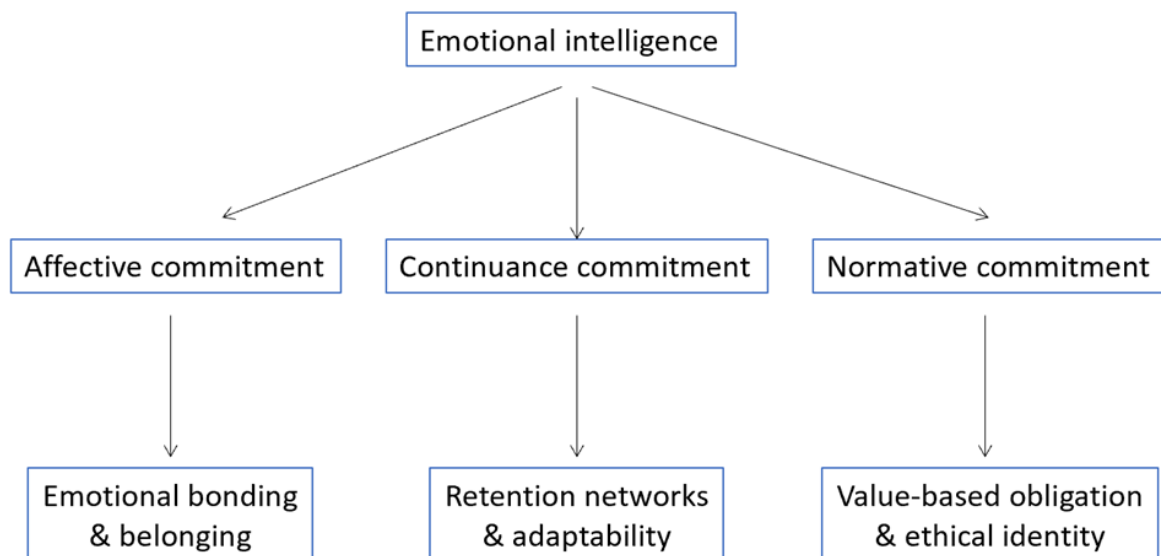 Emotional intelligence
Affective commitment
Continuance commitment
Normative commitment
Emotional bonding
& belonging
Retention networks
& adaptability
Value-based obligation
& ethical identity